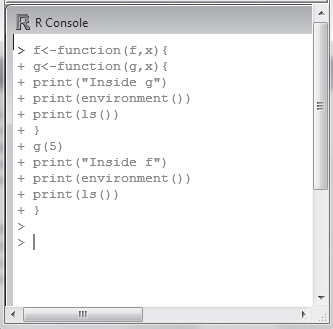 R Console
> f<-function(f,x){
+ g<-function(g,x){
+ print("Inside g")
+ print(environment())
+ print(ls())
+ }
+ g(5)
+ print("Inside f")
+ print(environment())
+ print(ls())
+ }
>
>